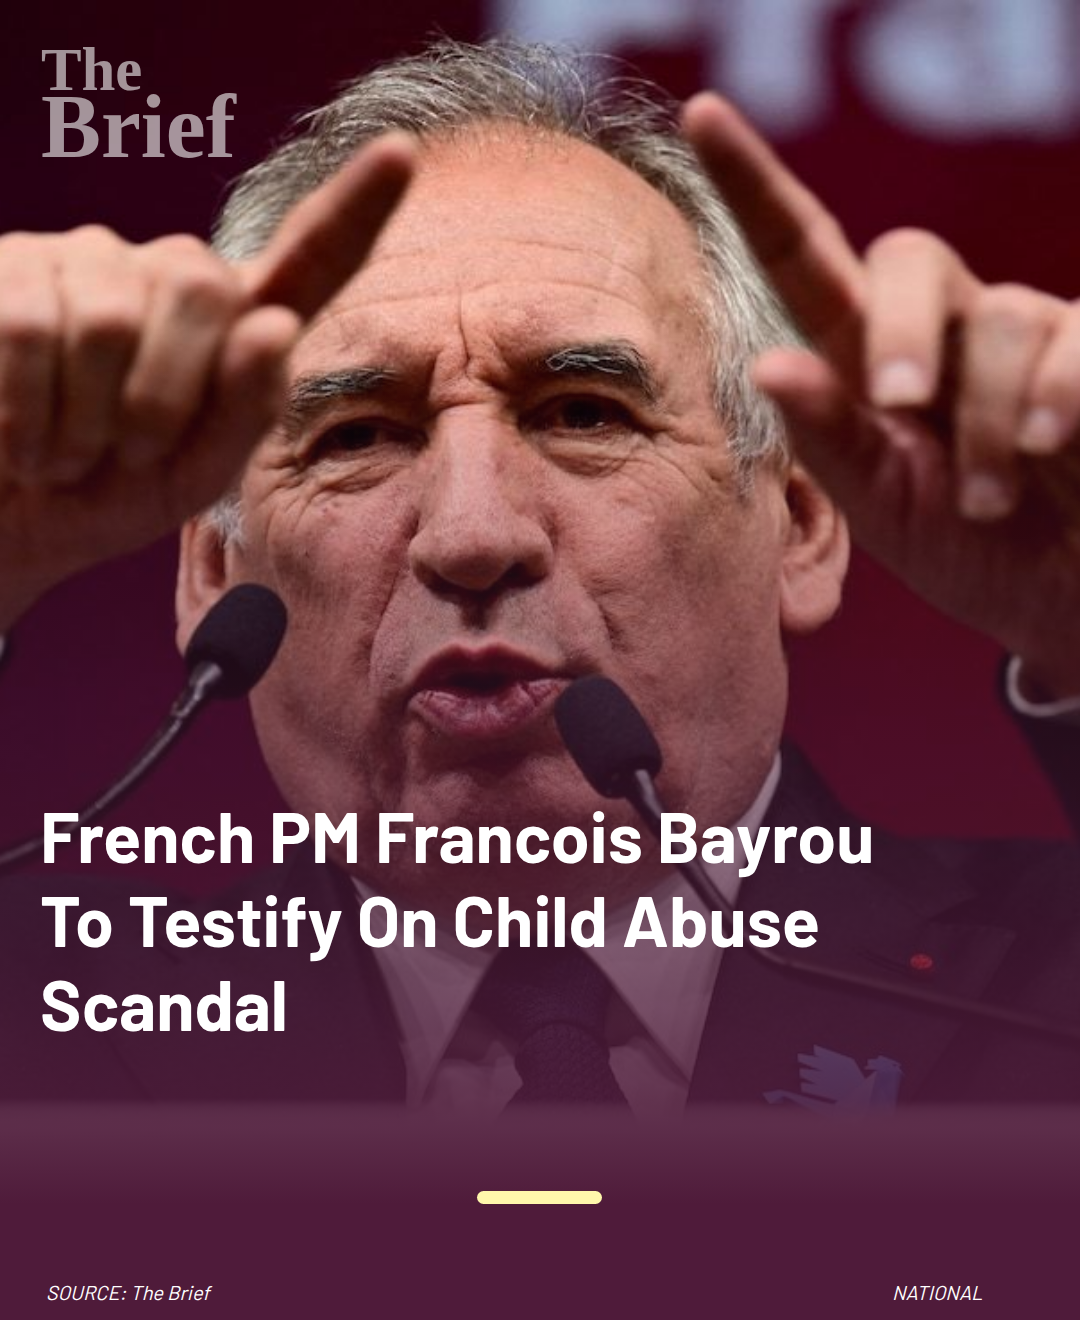 The
Brief
French PM Francois Bayrou
To Testify On Child Abuse
Scandal
SOURCE: The Brief
NATIONAL